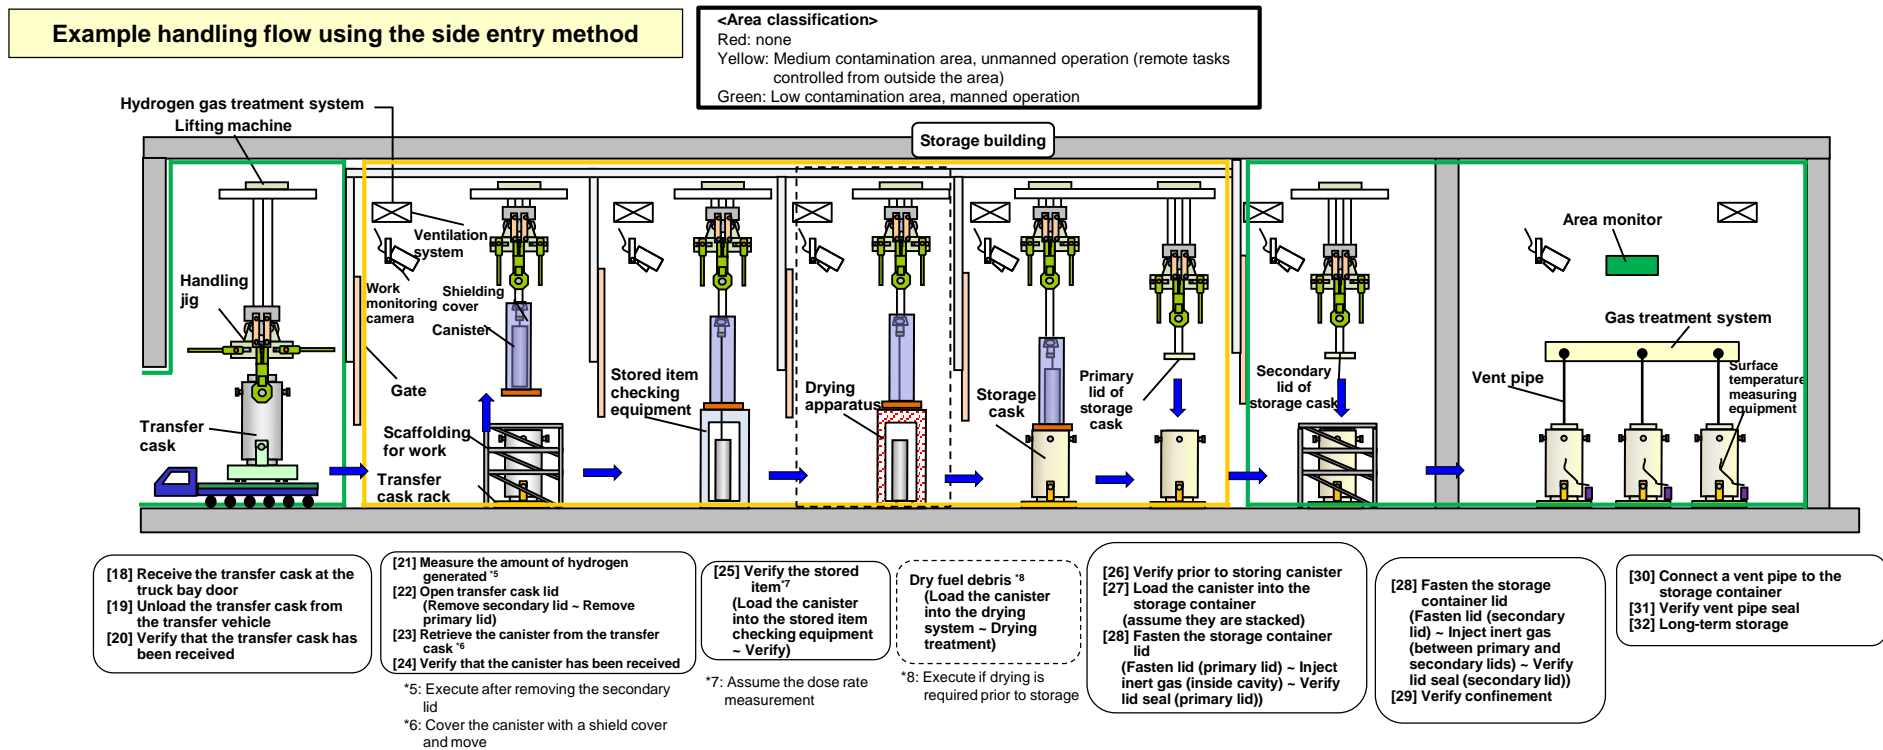 Example handling flow using the side entry method
<Area classification>
Red: none
Yellow: Medium contamination area, unmanned operation (remote tasks
controlled from outside the area)
Green: Low contamination area, manned operation
Hydrogen gas treatment system
Lifting machine
Storage building
Ventilation
system
Area monitor
Handling
jig
Work
monitoring
camera
Shielding
cover
Canister
Gate
Stored item
checking
equipment
Drying
apparatus
Storage
cask
Primary
lid of
storage
cask
Secondary
lid of
storage cask
Gas treatment system
Vent pipe
Surface
temperature
measuring
equipment
Transfer
cask
Scaffolding
for work
Transfer
cask rack
[18] Receive the transfer cask at the
truck bay door
[19] Unload the transfer cask from
the transfer vehicle
[20] Verify that the transfer cask has
been received
[21] Measure the amount of hydrogen
generated *5
[22] Open transfer cask lid
(Remove secondary lid ~ Remove
primary lid)
[23] Retrieve the canister from the transfer
cask *6
[24] Verify that the canister has been received
*5: Execute after removing the secondary
lid
*6: Cover the canister with a shield cover
and move
[25] Verify the stored
item*7
(Load the canister
into the stored item
checking equipment
~ Verify)
*7: Assume the dose rate
measurement
Dry fuel debris *8
(Load the canister
into the drying
system ~ Drying
treatment)
*8: Execute if drying is
required prior to storage
[26] Verify prior to storing canister
[27] Load the canister into the
storage container
(assume they are stacked)
[28] Fasten the storage container
lid
(Fasten lid (primary lid) ~ Inject
inert gas (inside cavity) ~ Verify
lid seal (primary lid))
[28] Fasten the storage
container lid
(Fasten lid (secondary
lid) ~ Inject inert gas
(between primary and
secondary lids) ~ Verify
lid seal (secondary lid))
[29] Verify confinement
[30] Connect a vent pipe to the
storage container
[31] Verify vent pipe seal
[32] Long-term storage